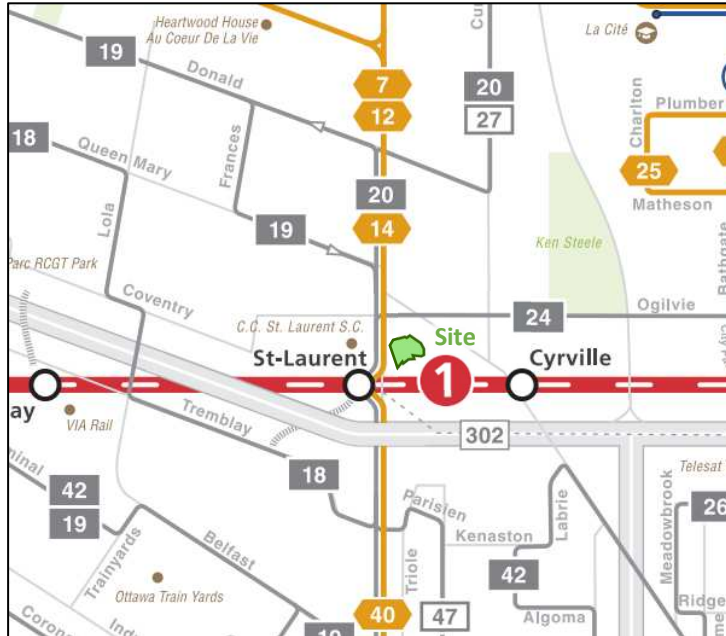 Heartwood House
Au Coeur De La Vie
La Cité
19
Donald
7
12
20
27
Charlton
Plumber
25
Matheson
18
Queen Mary
Frances
20
14
19
Lola
Ken Steele
Bathgate
Parc RCGT Park
Coventry
C.C. St. Laurent S.C.
Site
24
Ogilvie
St-Laurent
1
Cyrville
ay
VIA Rail
Tremblay
302
18
Telesat
42
19
Parisien
Labrie
Meadowbrook
26
Belfast
Kenaston
Trainyards
Triole
42
Ottawa Train Yards
40
47
Algoma
Ridge